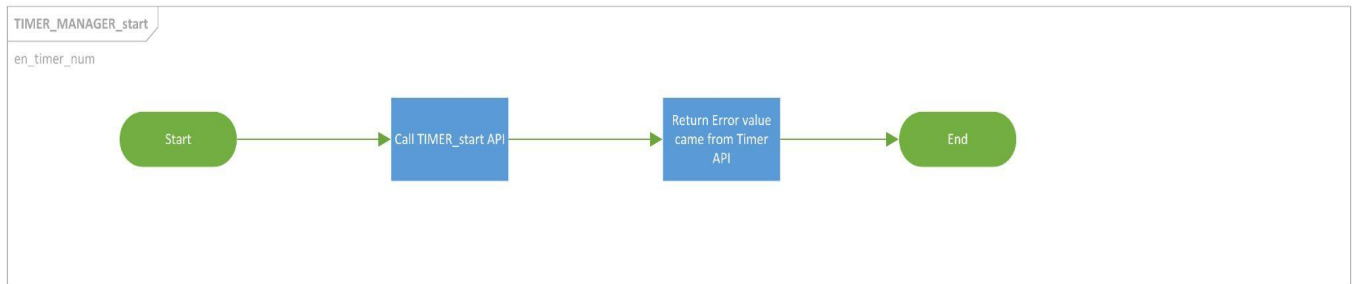 TIMER_MANAGER_start
en_timer_num
Start
Call TIMER_start API
Return Error value
came from Timer
API
End